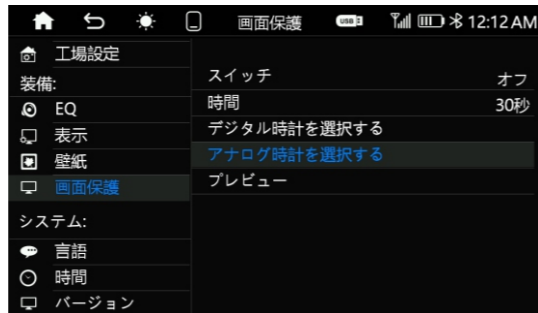 画面保護 USB 12:12 AM
工場設定
装備:
EQ
表示
壁紙
画面保護
システム:
言語
時間
バージョン
スイッチ オフ
時間 30秒
デジタル時計を選択する
アナログ時計を選択する
プレビュー